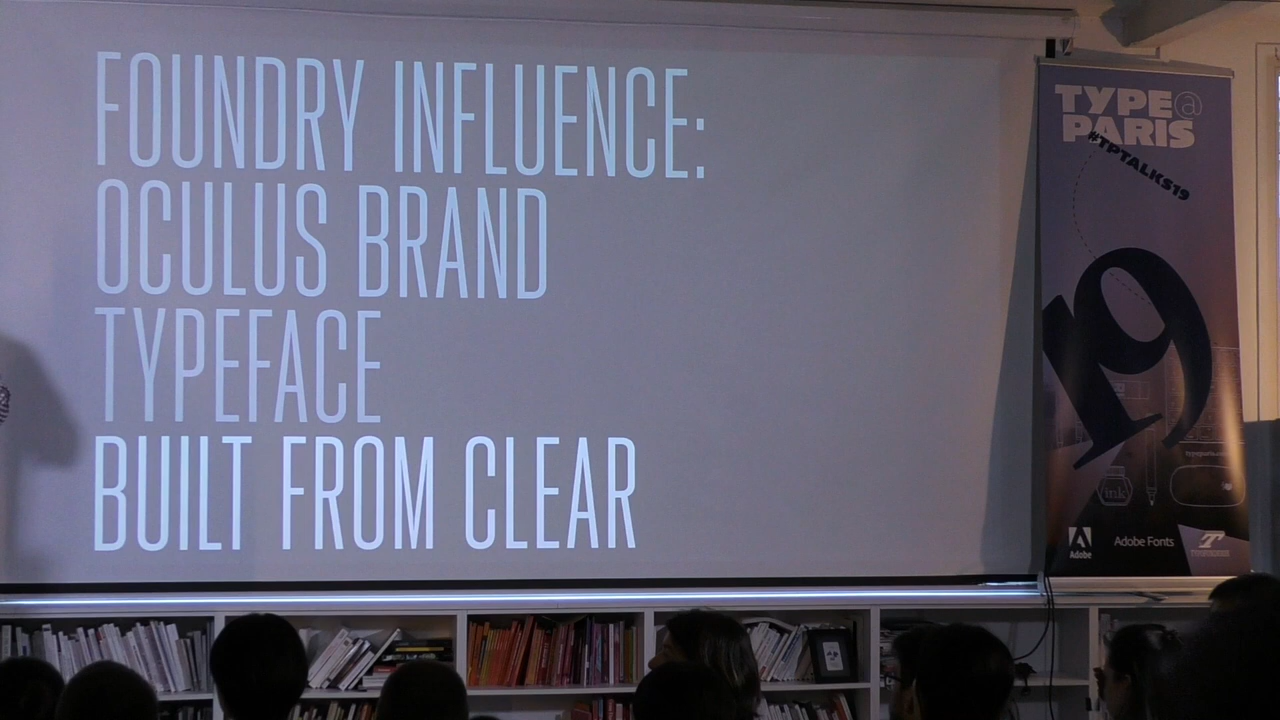 FOUNDRY INFLUENCE:
OCULUS BRAND
TYPEFACE
BUILT FROM CLEAR
TYPE@
PARIS
#TPTALKS19
19
ink
Adobe
Adobe Fonts